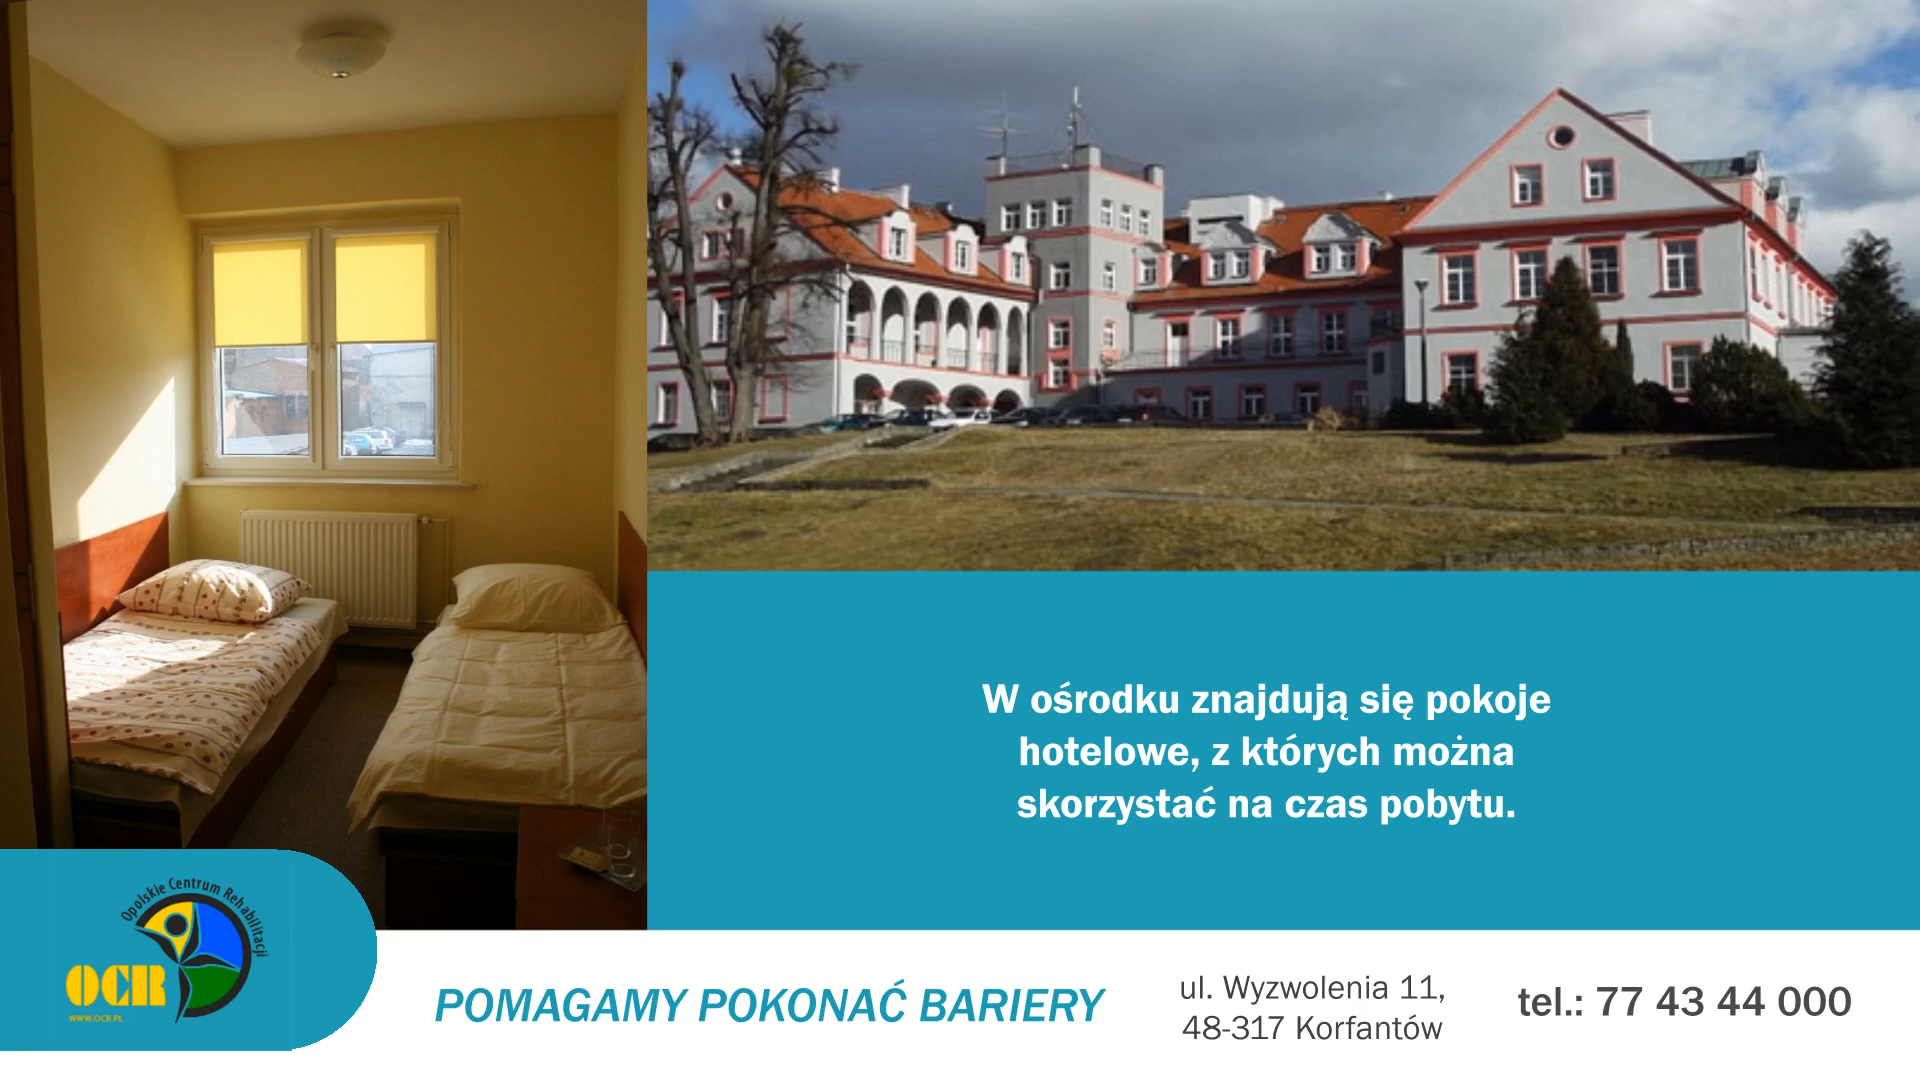 W ośrodku znajdują się pokoje
hotelowe, z których można
skorzystać na czas pobytu.
Opolskie Centrum Rehabilitacji
OCR
WWW.OCR.PL
POMAGAMY POKONAĆ BARIERY
ul. Wyzwolenia 11,
48-317 Korfantów
tel.: 77 43 44 000